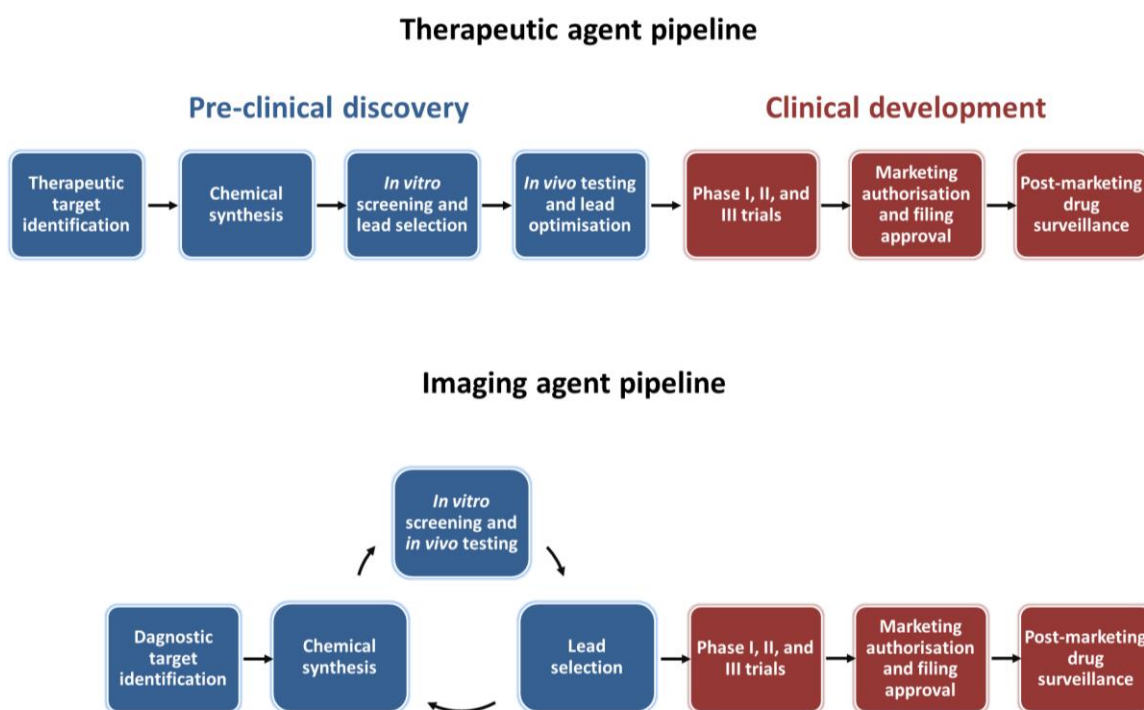 Therapeutic agent pipeline
Pre-clinical discovery
Clinical development
Therapeutic
target
identification
Chemical
synthesis
In vitro
screening and
lead selection
In vivo testing
and lead
optimisation
Phase I, II, and
III trials
Marketing
authorisation
and filing
approval
Post-marketing
drug
surveillance
Imaging agent pipeline
In vitro
screening and
in vivo testing
Dagnostic
target
identification
Chemical
synthesis
Lead
selection
Phase I, II, and
III trials
Marketing
authorisation
and filing
approval
Post-marketing
drug
surveillance